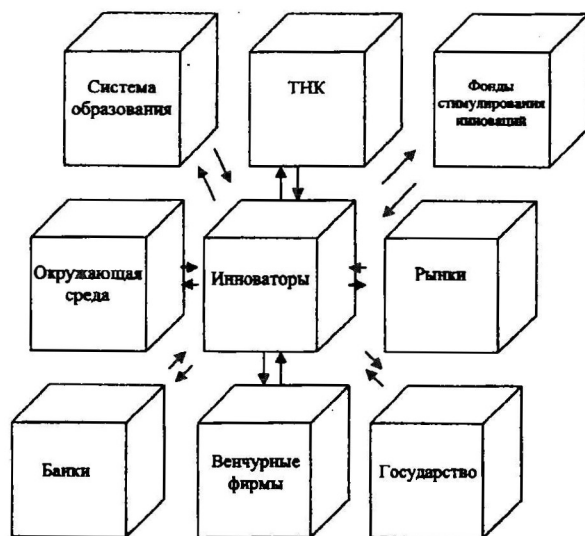 Система
образования
ТНК
Фонды
стимулирования
инноваций
Окружающая
среда
Инноваторы
Рынки
Банки
Венчурные
фирмы
Государство